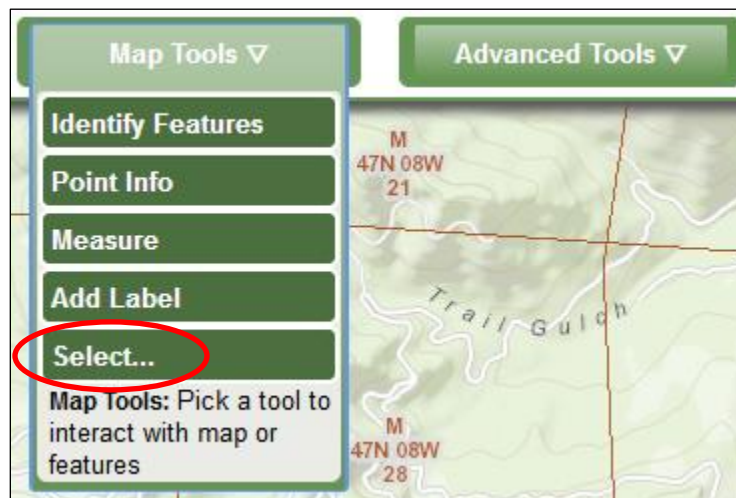 Map Tools ▽
Advanced Tools ▽
Identify Features
Point Info
Measure
Add Label
Select...
Map Tools: Pick a tool to
interact with map or
features
M
47N 08W
21
Trail Gulch
M
47N 08W
28